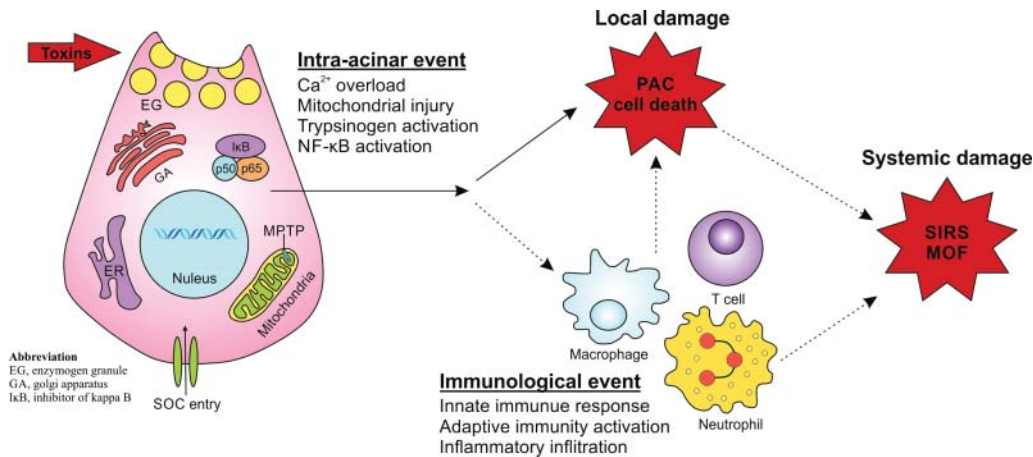 Toxins
EG
GA
IκB
p50
p65
Nuleus
ER
MPTP
Mitochondria
SOC entry
Abbreviation
EG, enzymogen granule
GA, golgi apparatus
IκB, inhibitor of kappa B
Intra-acinar event
Ca²⁺ overload
Mitochondrial injury
Trypsinogen activation
NF-κB activation
Local damage
PAC
cell death
Systemic damage
SIRS
MOF
T cell
Macrophage
Neutrophil
Immunological event
Innate immunue response
Adaptive immunity activation
Inflammatory inflitration